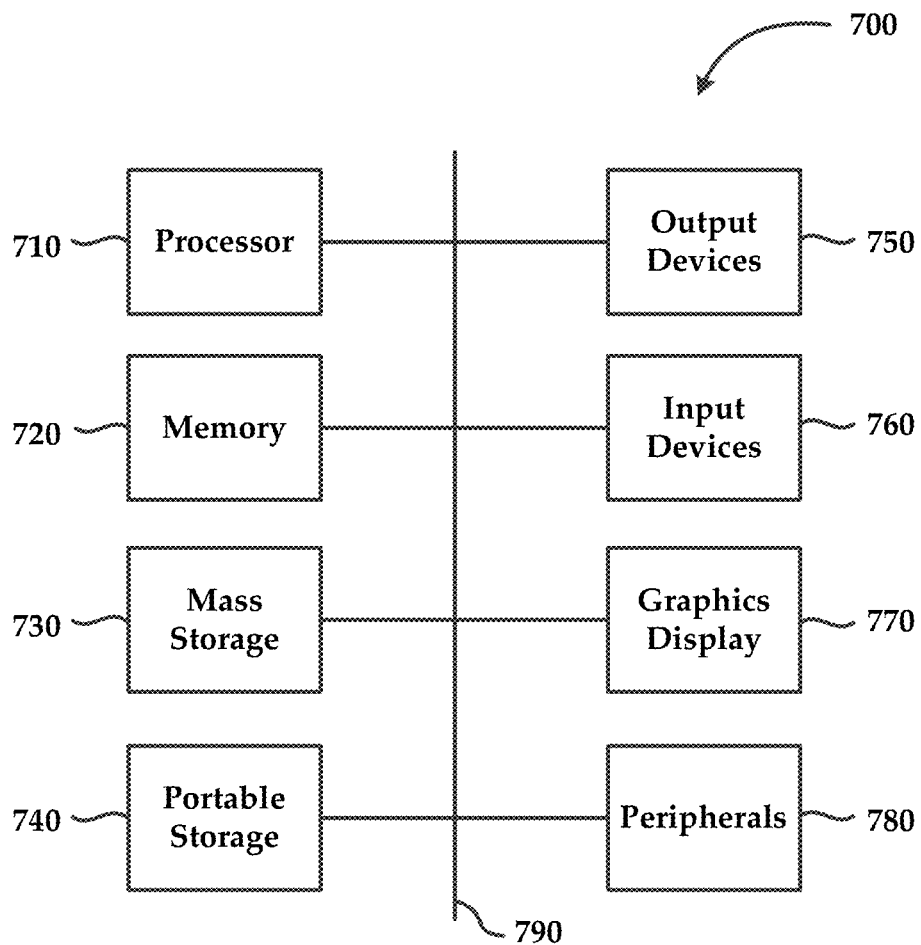 700
710
Processor
Output
Devices
750
720
Memory
Input
Devices
760
730
Mass
Storage
Graphics
Display
770
740
Portable
Storage
Peripherals
780
790